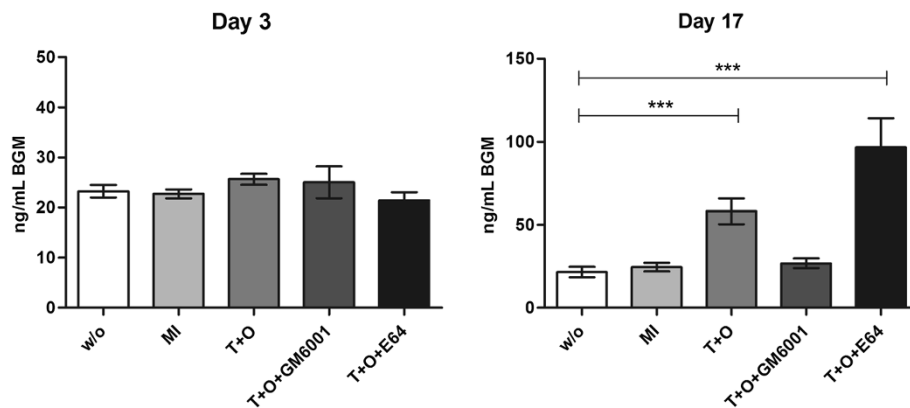 Day 3
ng/mL BGM
50
40
30
20
10
0
w/o
MI
T+O
T+O+GM6001
T+O+E64
Day 17
ng/mL BGM
150
100
50
0
***
***
w/o
MI
T+O
T+O+GM6001
T+O+E64